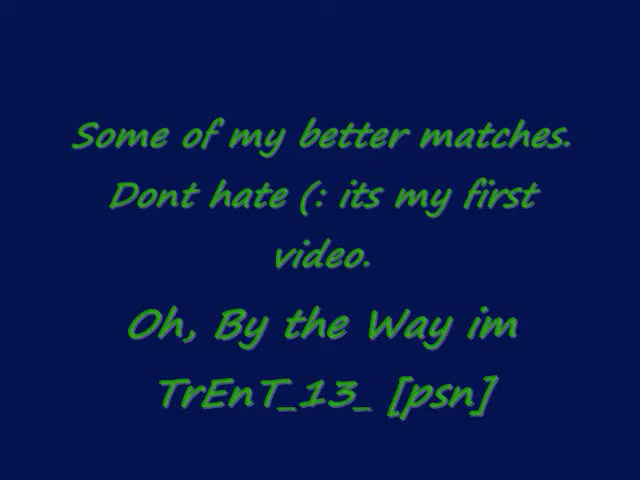 Some of my better matches.
Dont hate (: its my first
video.
Oh, By the Way im
TrEnT_13_ [psn]